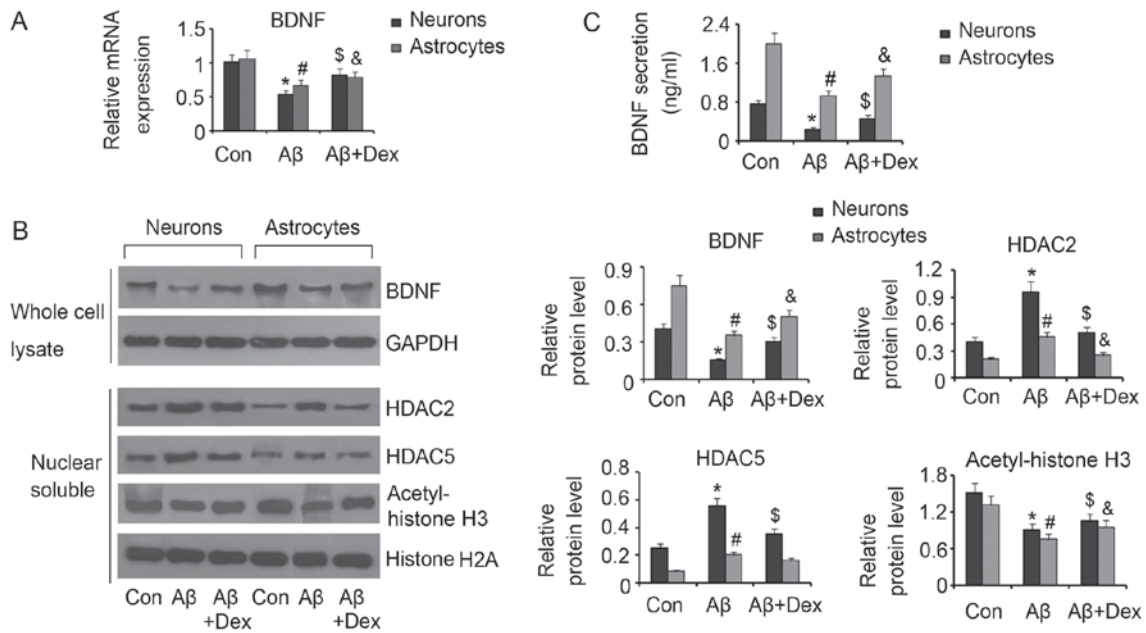 A
BDNF
Neurons
Astrocytes
Relative mRNA
expression
1.5
1
0.5
0
*
#
$
&
Con
Aβ
Aβ+Dex
C
Neurons
Astrocytes
BDNF secretion
(ng/ml)
2.4
1.6
0.8
0
*
#
$
&
Con
Aβ
Aβ+Dex
B
Neurons
Astrocytes
Whole cell
lysate
BDNF
GAPDH
Nuclear
soluble
HDAC2
HDAC5
Acetyl-
histone H3
Histone H2A
Con
Aβ
Aβ
+Dex
Con
Aβ
Aβ
+Dex
Neurons
Astrocytes
BDNF
Relative
protein level
0.9
0.6
0.3
0
*
#
$
&
Con
Aβ
Aβ+Dex
HDAC2
Relative
protein level
1.2
0.9
0.6
0.3
0
*
#
$
&
Con
Aβ
Aβ+Dex
HDAC5
Relative
protein level
0.8
0.6
0.4
0.2
0
*
#
$
Con
Aβ
Aβ+Dex
Acetyl-histone H3
Relative
protein level
1.8
1.2
0.6
0
*
#
$
&
Con
Aβ
Aβ+Dex